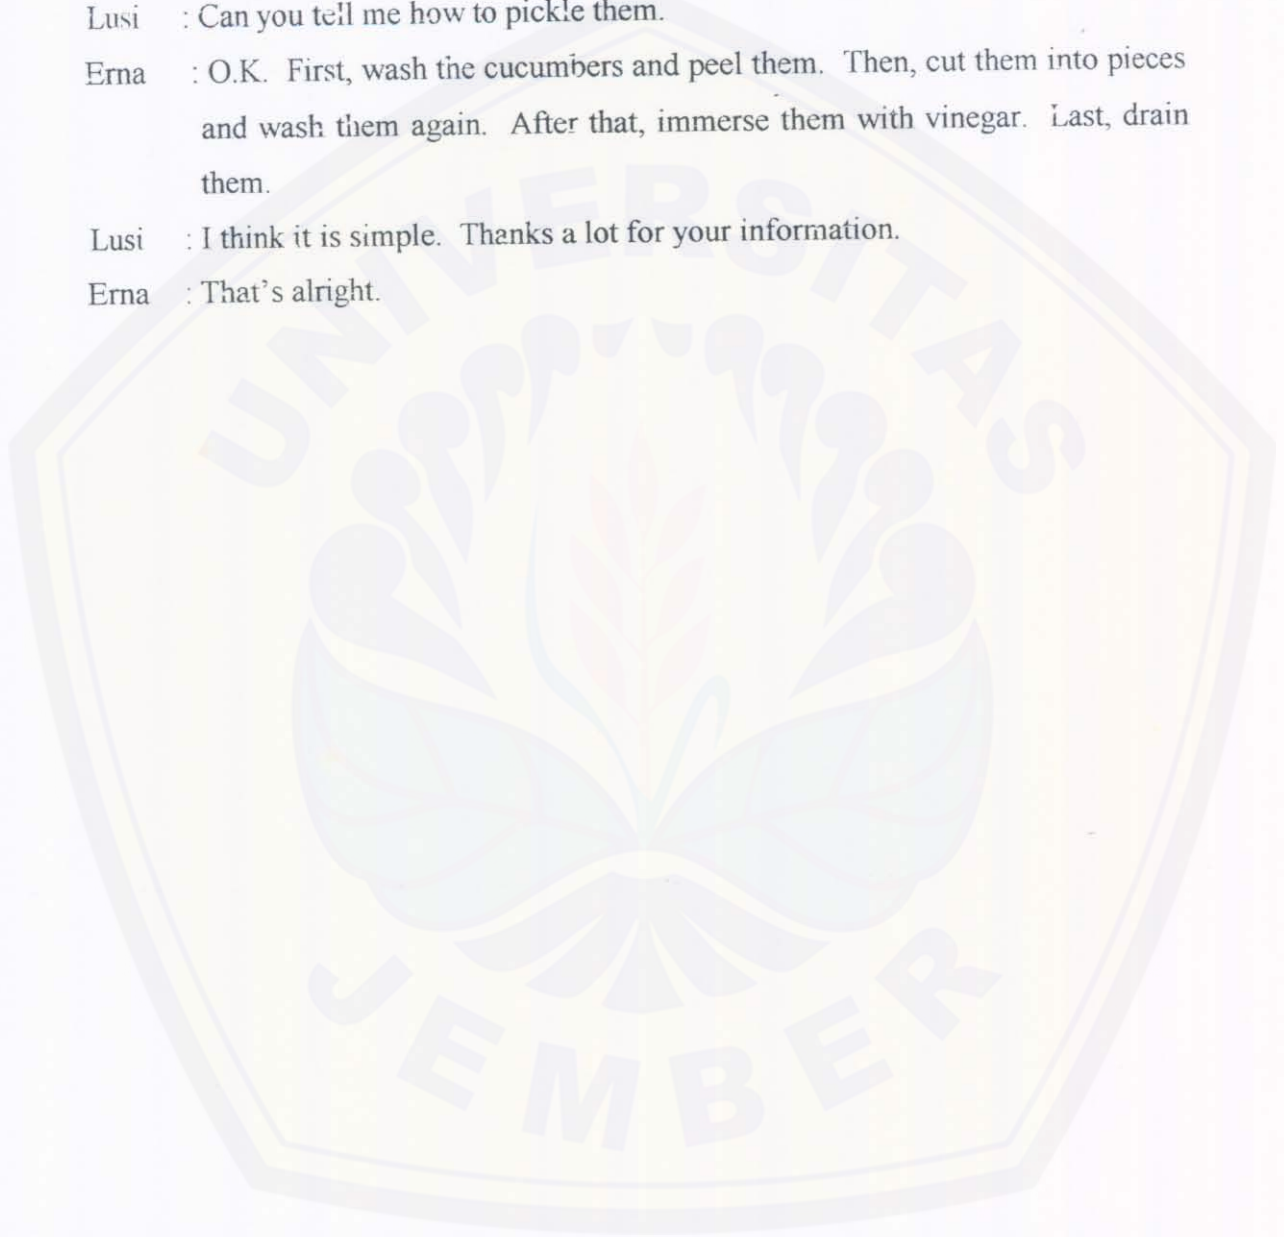 Lusi : Can you tell me how to pickle them.
Erna : O.K. First, wash the cucumbers and peel them. Then, cut them into pieces
and wash them again. After that, immerse them with vinegar. Last, drain
them.
Lusi : I think it is simple. Thanks a lot for your information.
Erna : That's alright.
UNIVERSITAS
JEMBER